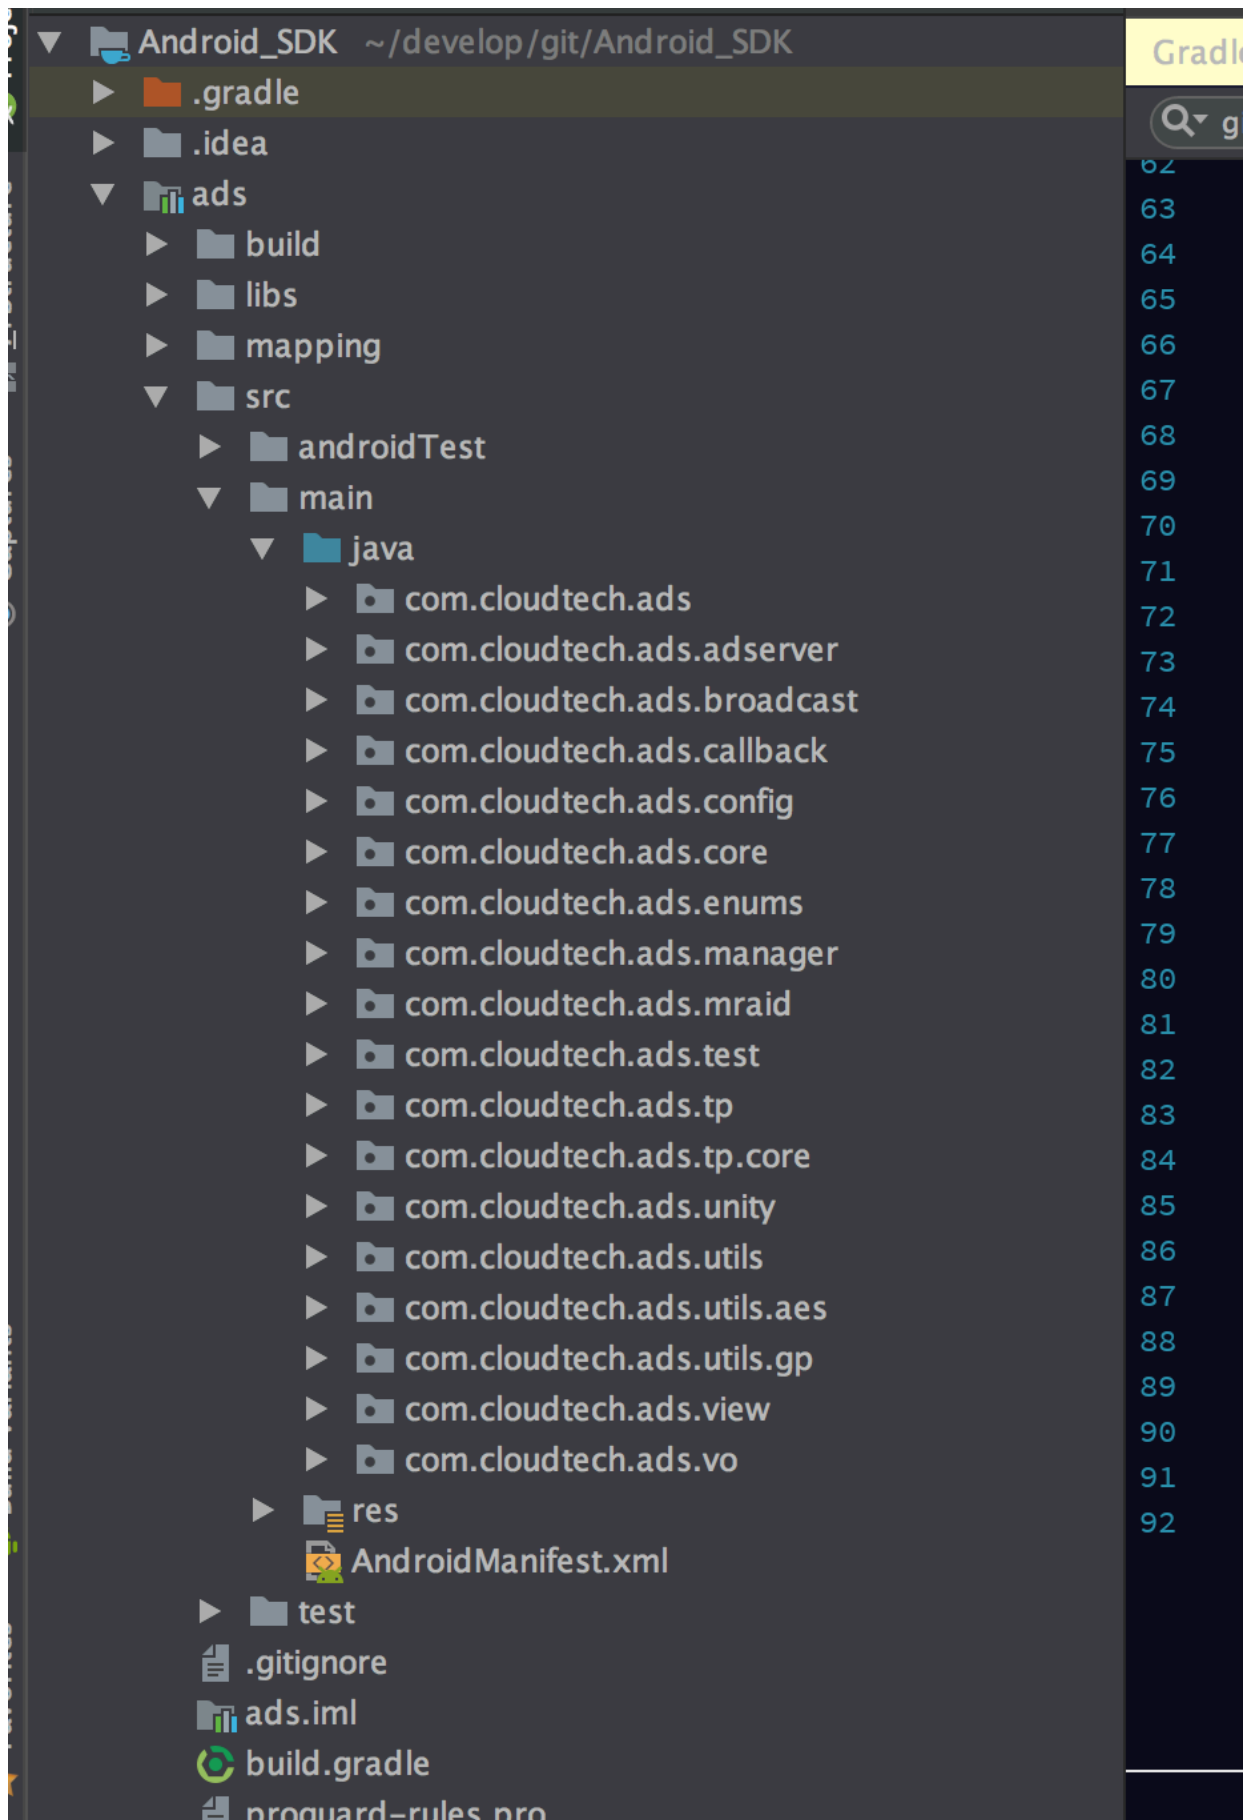 Android_SDK ~/develop/git/Android_SDK
.gradle
.idea
ads
build
libs
mapping
src
androidTest
main
java
com.cloudtech.ads
com.cloudtech.ads.adserver
com.cloudtech.ads.broadcast
com.cloudtech.ads.callback
com.cloudtech.ads.config
com.cloudtech.ads.core
com.cloudtech.ads.enums
com.cloudtech.ads.manager
com.cloudtech.ads.mraid
com.cloudtech.ads.test
com.cloudtech.ads.tp
com.cloudtech.ads.tp.core
com.cloudtech.ads.unity
com.cloudtech.ads.utils
com.cloudtech.ads.utils.aes
com.cloudtech.ads.utils.gp
com.cloudtech.ads.view
com.cloudtech.ads.vo
res
AndroidManifest.xml
test
.gitignore
ads.iml
build.gradle
proguard-rules.pro
Gradle
g
62
63
64
65
66
67
68
69
70
71
72
73
74
75
76
77
78
79
80
81
82
83
84
85
86
87
88
89
90
91
92